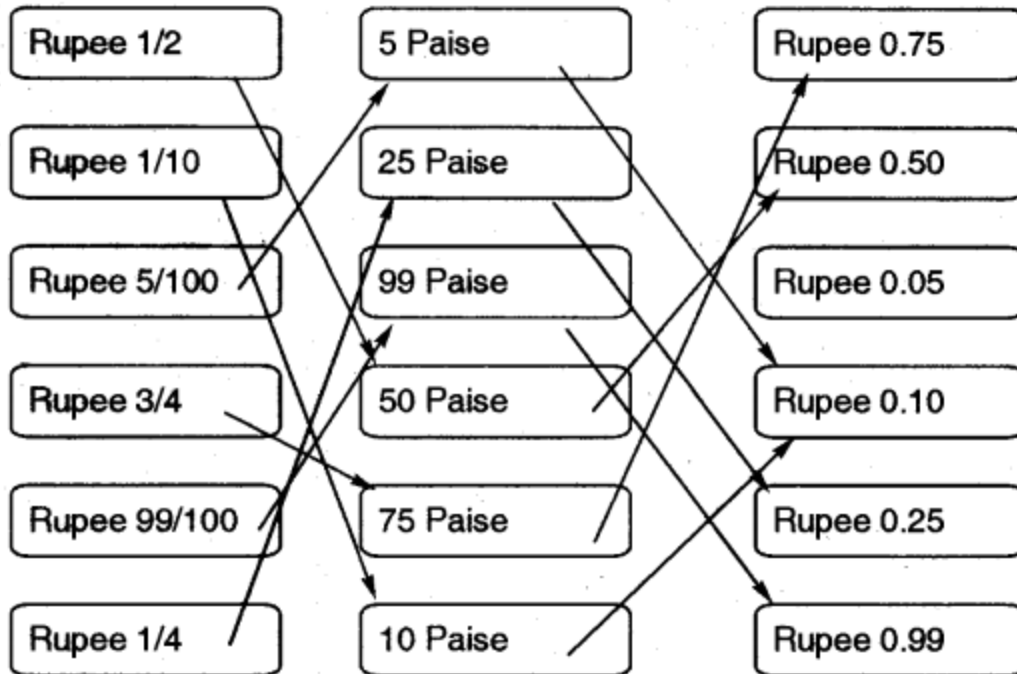 Rupee 1/2 5 Paise Rupee 0.75
Rupee 1/10 25 Paise Rupee 0.50
Rupee 5/100 99 Paise Rupee 0.05
Rupee 3/4 50 Paise Rupee 0.10
Rupee 99/100 75 Paise Rupee 0.25
Rupee 1/4 10 Paise Rupee 0.99